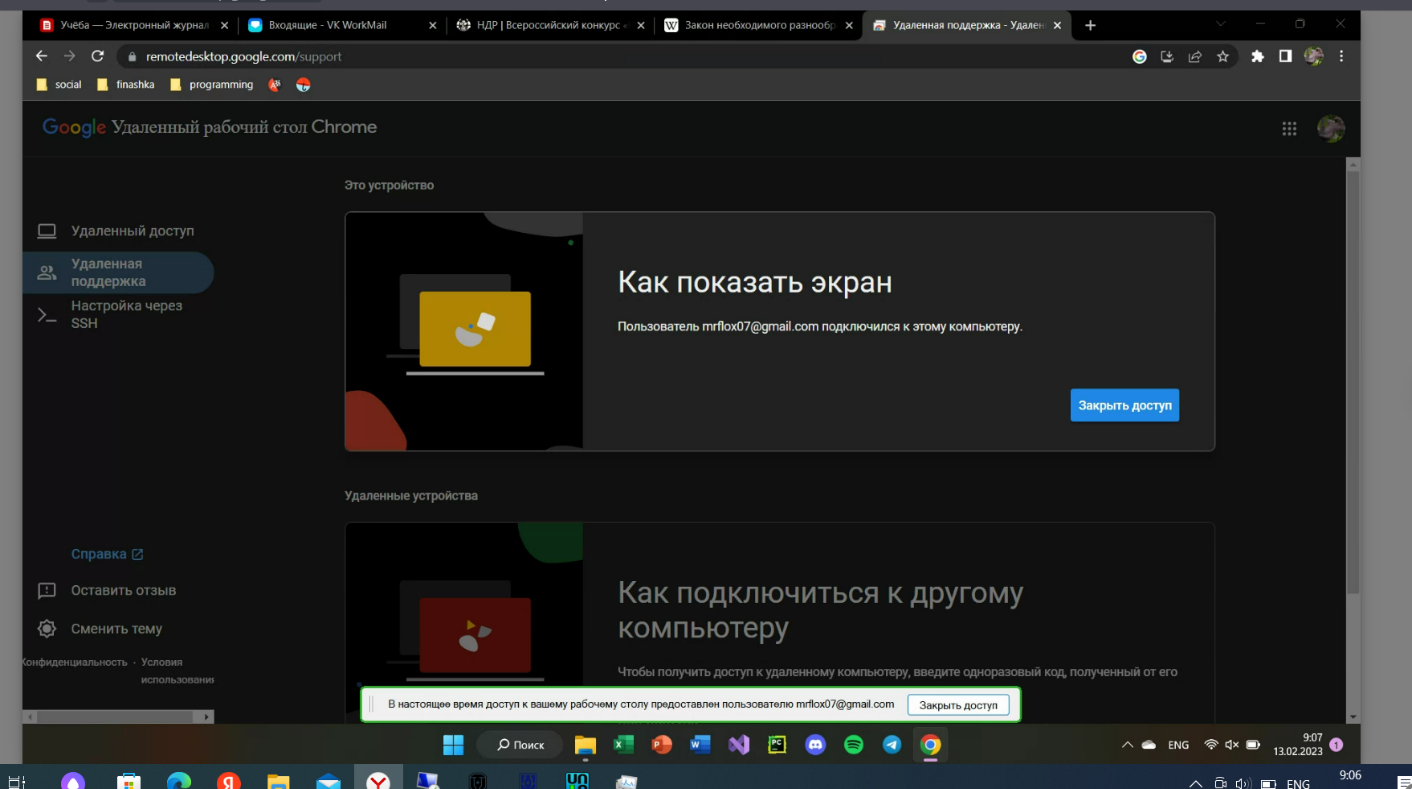 Учёба — Электронный журнал
Входящие - VK WorkMail
НДР | Всероссийский конкурс «
Закон необходимого разнообр
Удаленная поддержка - Удален
remotedesktop.google.com/support
social
finashka
programming
Google Удаленный рабочий стол Chrome
Это устройство
Удаленный доступ
Удаленная
поддержка
Настройка через
SSH
Как показать экран
Пользователь mrflox07@gmail.com подключился к этому компьютеру.
Закрыть доступ
Удаленные устройства
Справка
Оставить отзыв
Сменить тему
Конфиденциальность · Условия
использования
Как подключиться к другому
компьютеру
Чтобы получить доступ к удаленному компьютеру, введите одноразовый код, полученный от его
В настоящее время доступ к вашему рабочему столу предоставлен пользователю mrflox07@gmail.com
Закрыть доступ
Поиск
ENG
9:07
13.02.2023
1
ENG
9:06